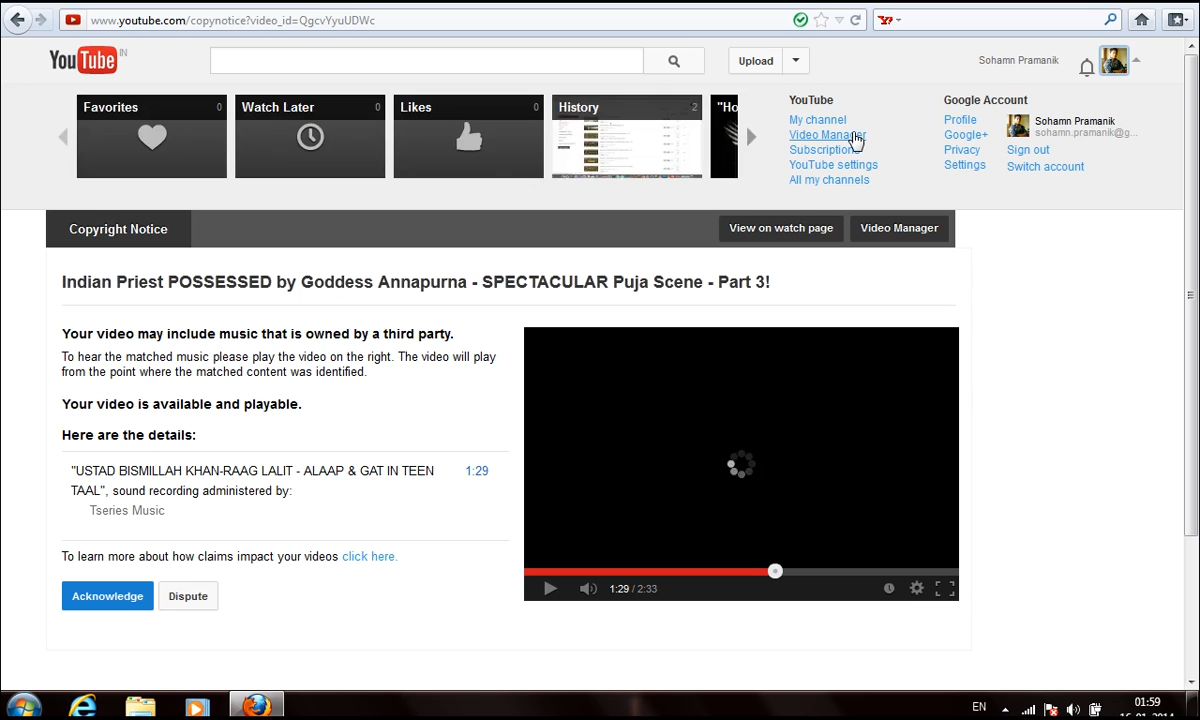 www.youtube.com/copynotice?video_id=QgcvYyuUDWc
YouTube IN
Upload
Sohamn Pramanik
Favorites 0
Watch Later 0
Likes 0
History 2
"Ho
YouTube
My channel
Video Manager
Subscriptions
YouTube settings
All my channels
Google Account
Profile
Google+
Privacy
Settings
Sohamn Pramanik
sohamn.pramanik@g...
Sign out
Switch account
Copyright Notice
View on watch page
Video Manager
Indian Priest POSSESSED by Goddess Annapurna - SPECTACULAR Puja Scene - Part 3!
Your video may include music that is owned by a third party.
To hear the matched music please play the video on the right. The video will play
from the point where the matched content was identified.
Your video is available and playable.
Here are the details:
"USTAD BISMILLAH KHAN-RAAG LALIT - ALAAP & GAT IN TEEN 1:29
TAAL", sound recording administered by:
Tseries Music
To learn more about how claims impact your videos click here.
Acknowledge
Dispute
1:29 / 2:33
EN
01:59